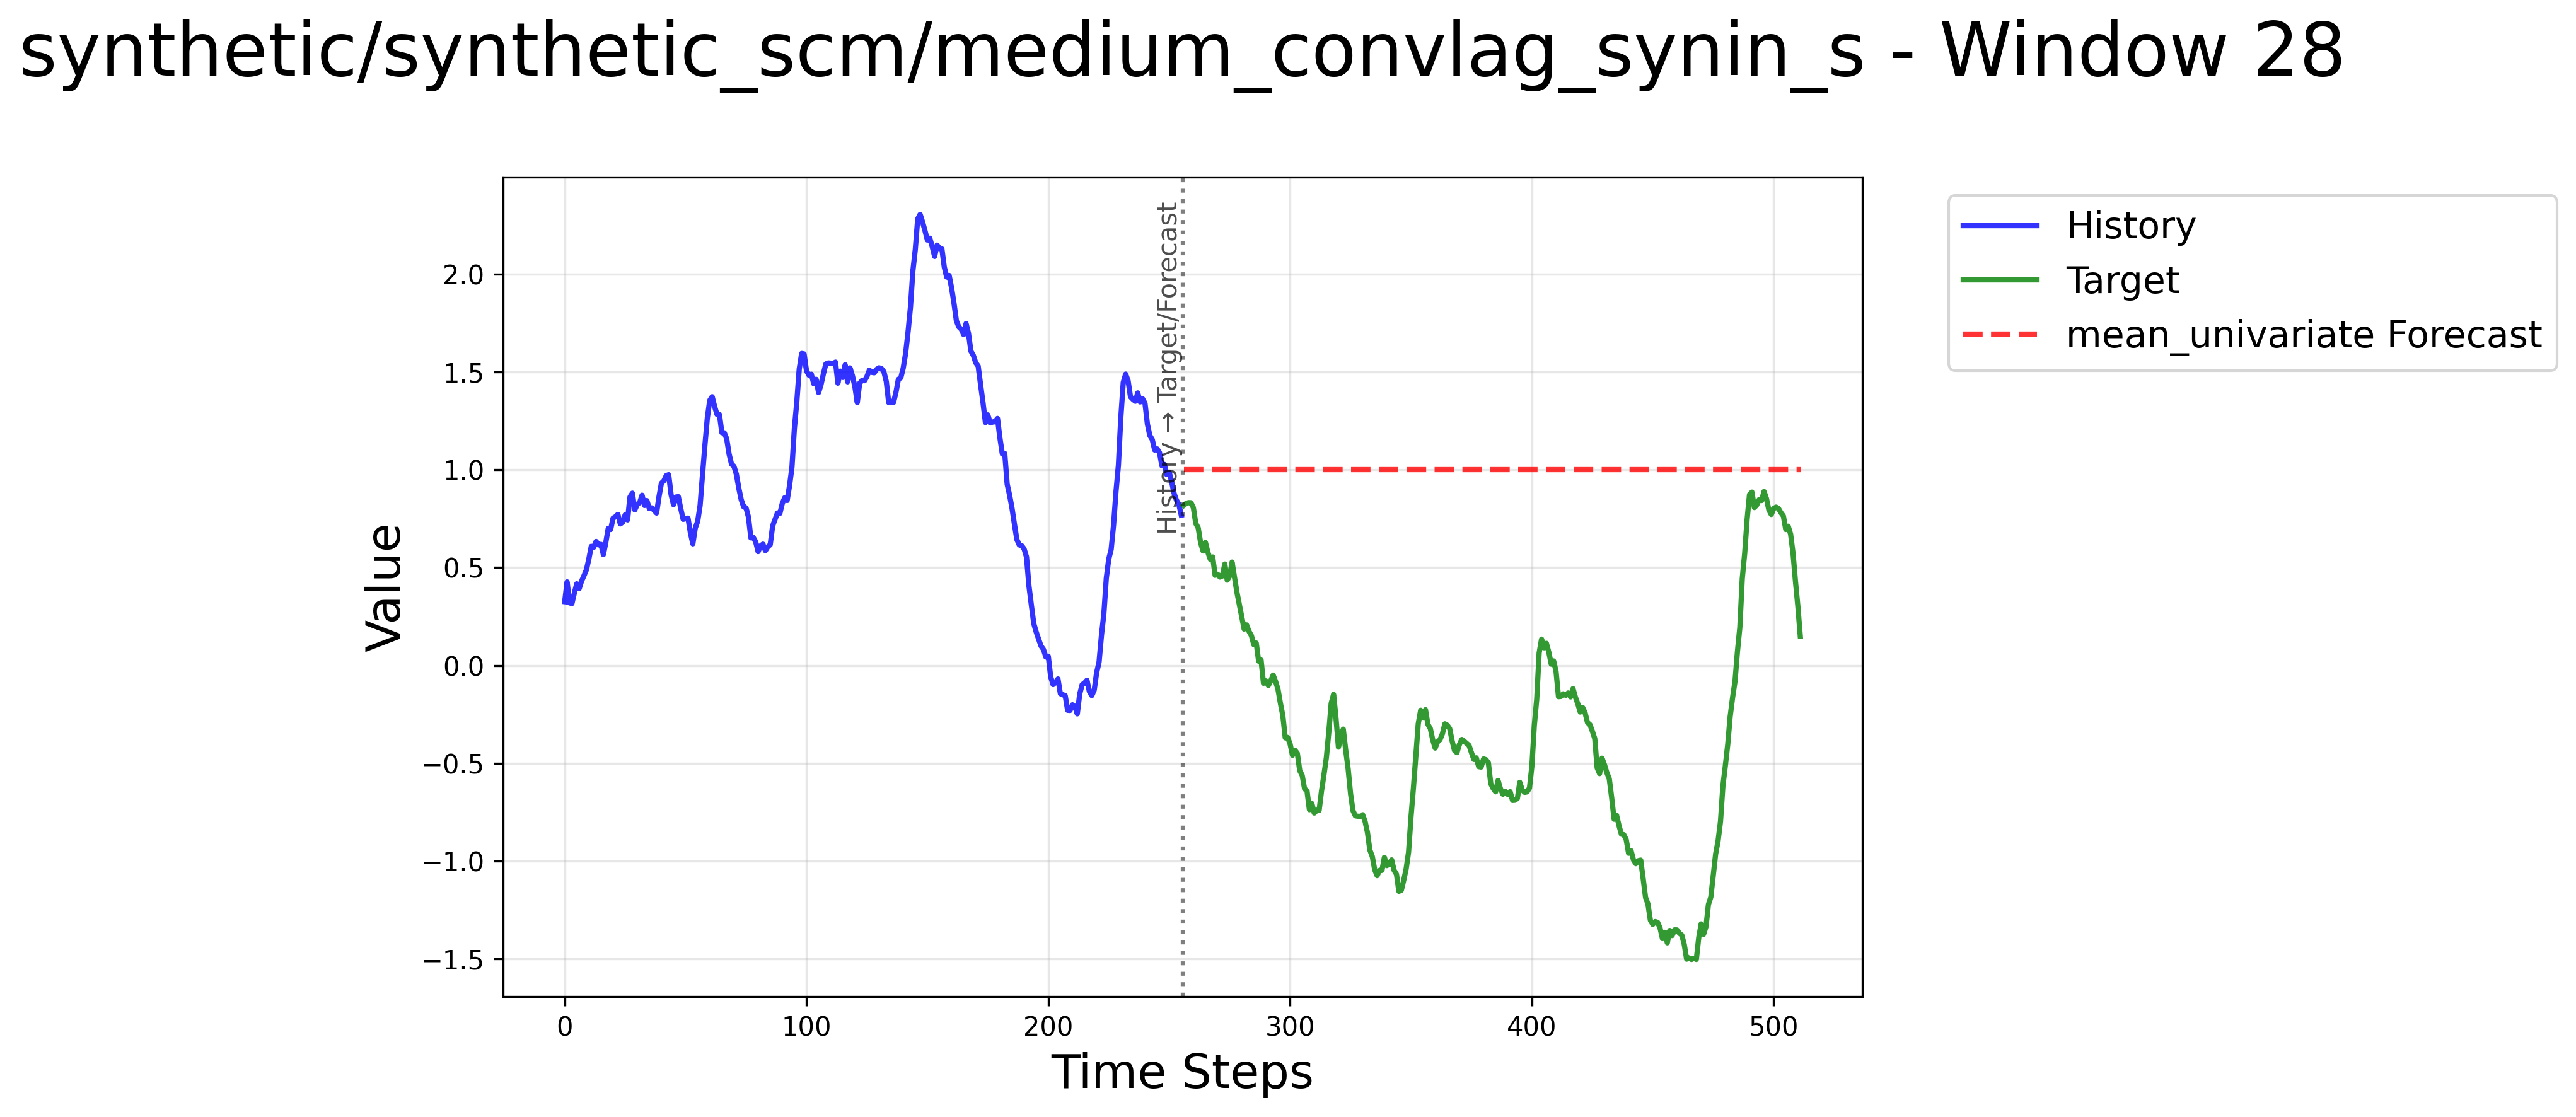 synthetic/synthetic_scm/medium_convlag_synin_s - Window 28
History
Target
mean_univariate Forecast
History → Target/Forecast
Value
2.0
1.5
1.0
0.5
0.0
−0.5
−1.0
−1.5
0 100 200 300 400 500
Time Steps